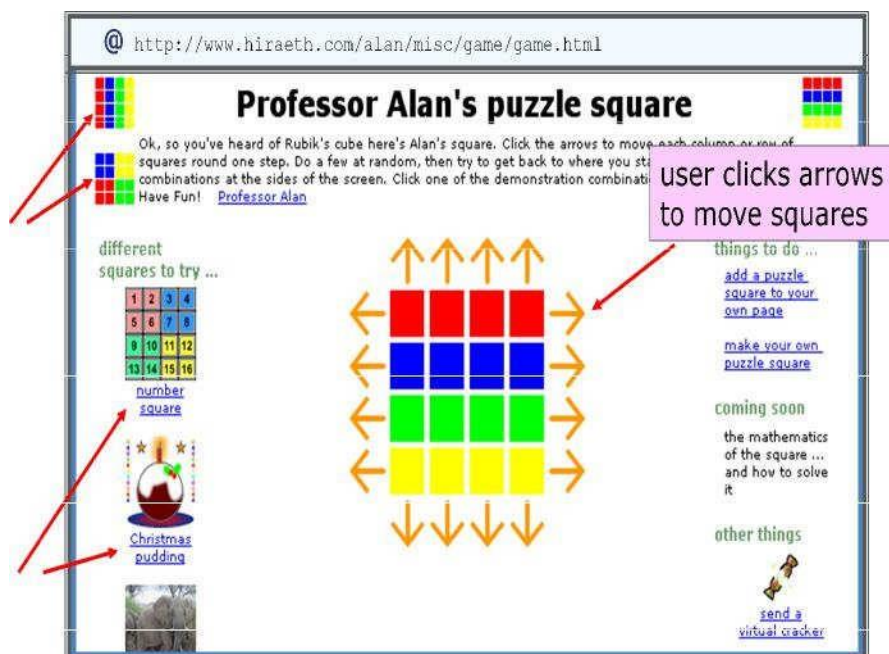 @ http://www.hiraeth.com/alan/misc/game/game.html
Professor Alan's puzzle square
Ok, so you've heard of Rubik's cube here's Alan's square. Click the arrows to move each column or row of
squares round one step. Do a few at random, then try to get back to where you
combinations at the sides of the screen. Click one of the demonstration
Have Fun! Professor Alan
user clicks arrows
to move squares
different
squares to try ...
1 2 3 4
5 6 7 8
9 10 11 12
13 14 15 16
number
square
Christmas
pudding
things to do ...
add a puzzle
square to your
own page
make your own
puzzle square
coming soon
the mathematics
of the square ...
and how to solve
it
other things
send a
virtual cracker